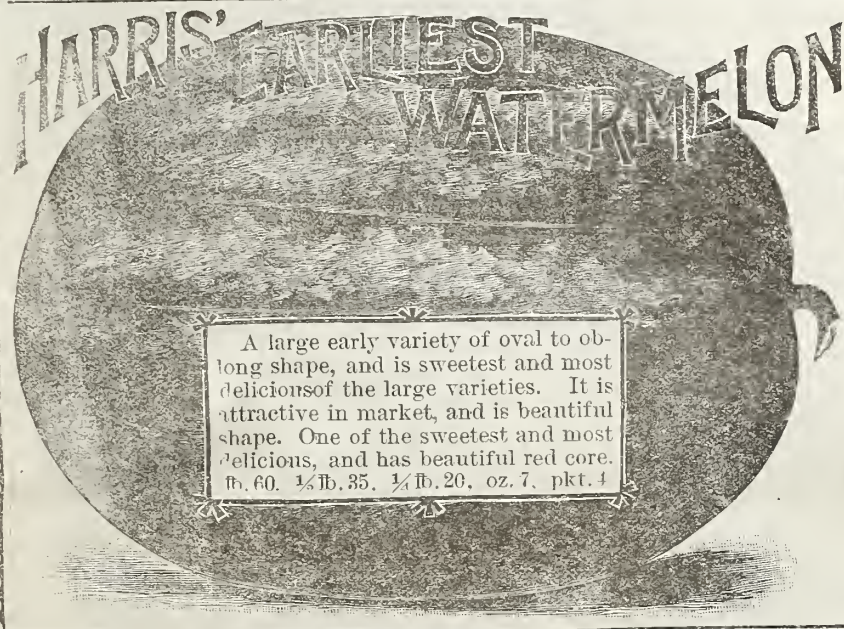 HARRIS' EARLIEST
WATERMELON
A large early variety of oval to ob-
long shape, and is sweetest and most
deliciousof the large varieties. It is
attractive in market, and is beautiful
shape. One of the sweetest and most
delicious, and has beautiful red core.
lb. 60. ½ lb. 35. ¼ lb. 20. oz. 7. pkt. 4